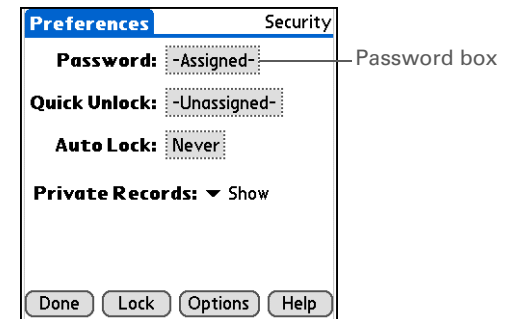 Preferences Security
Password: -Assigned- Password box
Quick Unlock: -Unassigned-
Auto Lock: Never
Private Records: Show
Done Lock Options Help